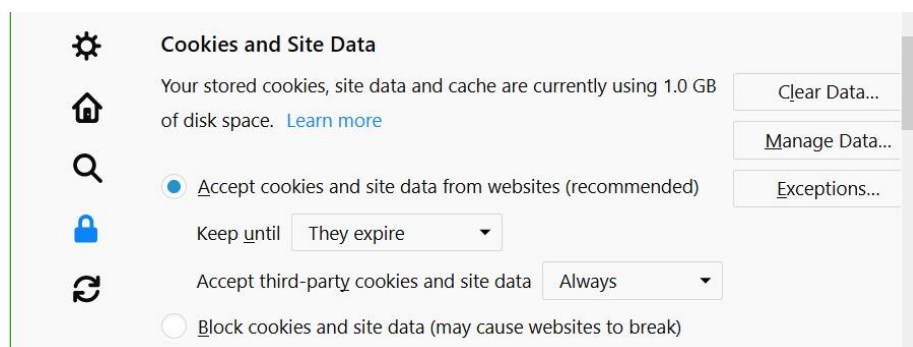 Cookies and Site Data
Your stored cookies, site data and cache are currently using 1.0 GB
of disk space. Learn more
Clear Data...
Manage Data...
Accept cookies and site data from websites (recommended)
Exceptions...
Keep until They expire
Accept third-party cookies and site data Always
Block cookies and site data (may cause websites to break)